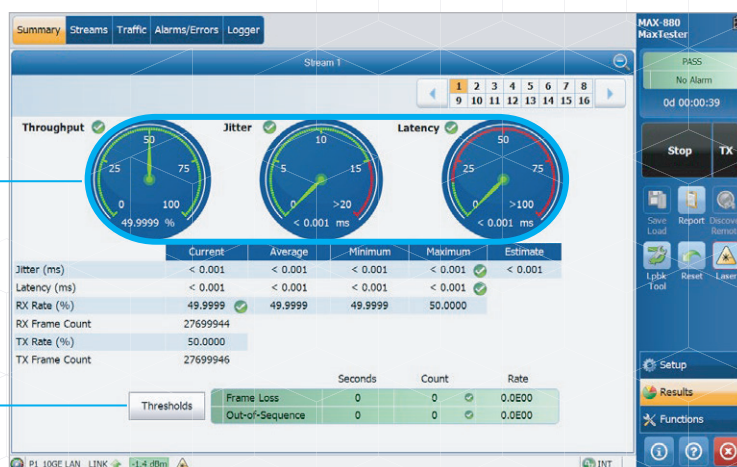 Summary Streams Traffic Alarms/Errors Logger
MAX-880
MaxTester
Stream 1
PASS
No Alarm
0d 00:00:39
1 2 3 4 5 6 7 8
9 10 11 12 13 14 15 16
Throughput Jitter Latency
50 10 50
25 75 5 15 25 75
0 100 0 >20 0 >100
49.9999 % < 0.001 ms < 0.001 ms
Stop TX
Save Load
Report
Lpbk Tool
Reset
Laser
Current Average Minimum Maximum Estimate
Jitter (ms) < 0.001 < 0.001 < 0.001 < 0.001 < 0.001
Latency (ms) < 0.001 < 0.001 < 0.001 < 0.001
RX Rate (%) 49.9999 49.9999 49.9999 50.0000
RX Frame Count 27699944
TX Rate (%) 50.0000
TX Frame Count 27699946
Seconds Count Rate
Thresholds
Frame Loss 0 0 0.0E00
Out-of-Sequence 0 0 0.0E00
Setup
Results
Functions
P1 10GE LAN LINK -1.4 dBm INT